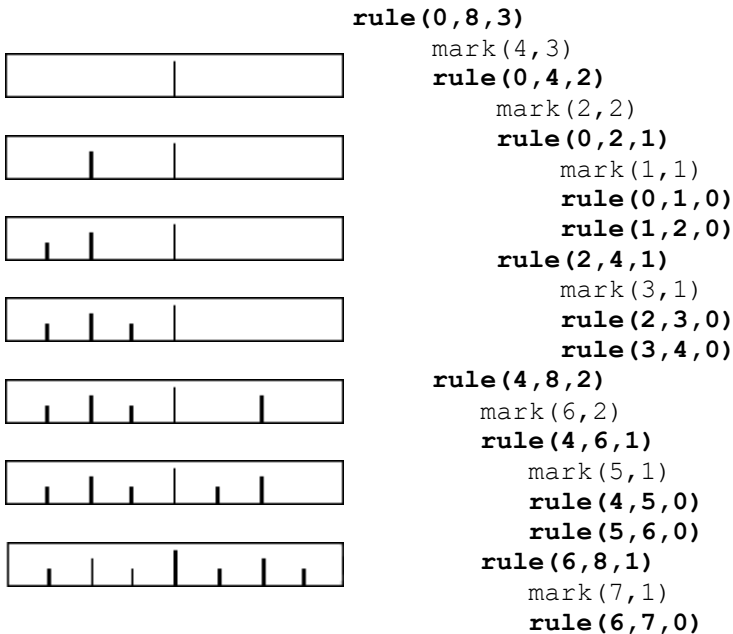 rule(0,8,3)
mark(4,3)
rule(0,4,2)
mark(2,2)
rule(0,2,1)
mark(1,1)
rule(0,1,0)
rule(1,2,0)
rule(2,4,1)
mark(3,1)
rule(2,3,0)
rule(3,4,0)
rule(4,8,2)
mark(6,2)
rule(4,6,1)
mark(5,1)
rule(4,5,0)
rule(5,6,0)
rule(6,8,1)
mark(7,1)
rule(6,7,0)